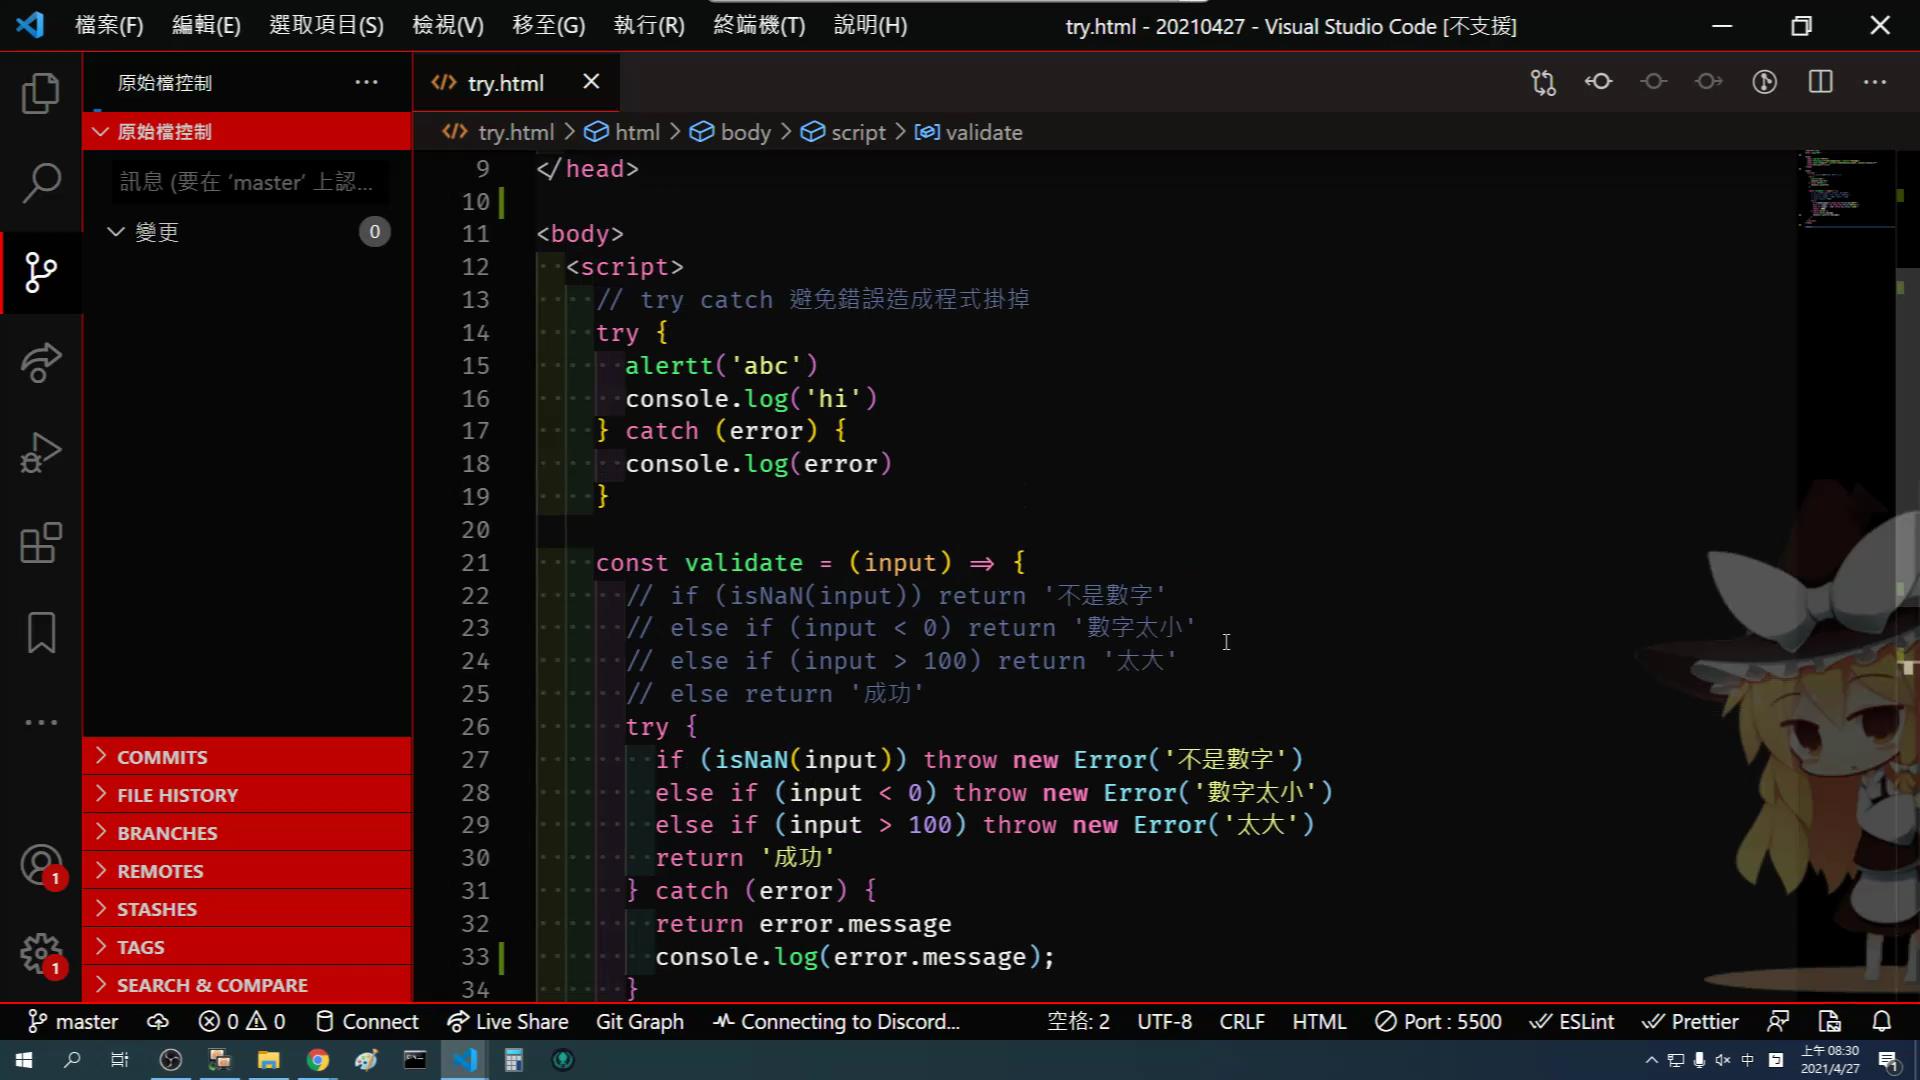 檔案(F) 編輯(E) 選取項目(S) 檢視(V) 移至(G) 執行(R) 終端機(T) 說明(H) try.html - 20210427 - Visual Studio Code [不支援]
原始檔控制 ...
try.html
原始檔控制
try.html > html > body > script > validate
訊息 (要在 'master' 上認...
變更 0
COMMITS
FILE HISTORY
BRANCHES
REMOTES
STASHES
TAGS
SEARCH & COMPARE
1
1
9 </head>
10
11 <body>
12 <script>
13 // try catch 避免錯誤造成程式掛掉
14 try {
15 alertt('abc')
16 console.log('hi')
17 } catch (error) {
18 console.log(error)
19 }
20
21 const validate = (input) => {
22 // if (isNaN(input)) return '不是數字'
23 // else if (input < 0) return '數字太小'
24 // else if (input > 100) return '太大'
25 // else return '成功'
26 try {
27 if (isNaN(input)) throw new Error('不是數字')
28 else if (input < 0) throw new Error('數字太小')
29 else if (input > 100) throw new Error('太大')
30 return '成功'
31 } catch (error) {
32 return error.message
33 console.log(error.message);
34 }
master 0 0 Connect Live Share Git Graph Connecting to Discord... 空格: 2 UTF-8 CRLF HTML Port : 5500 ESLint Prettier
中 上午 08:30
2021/4/27 1